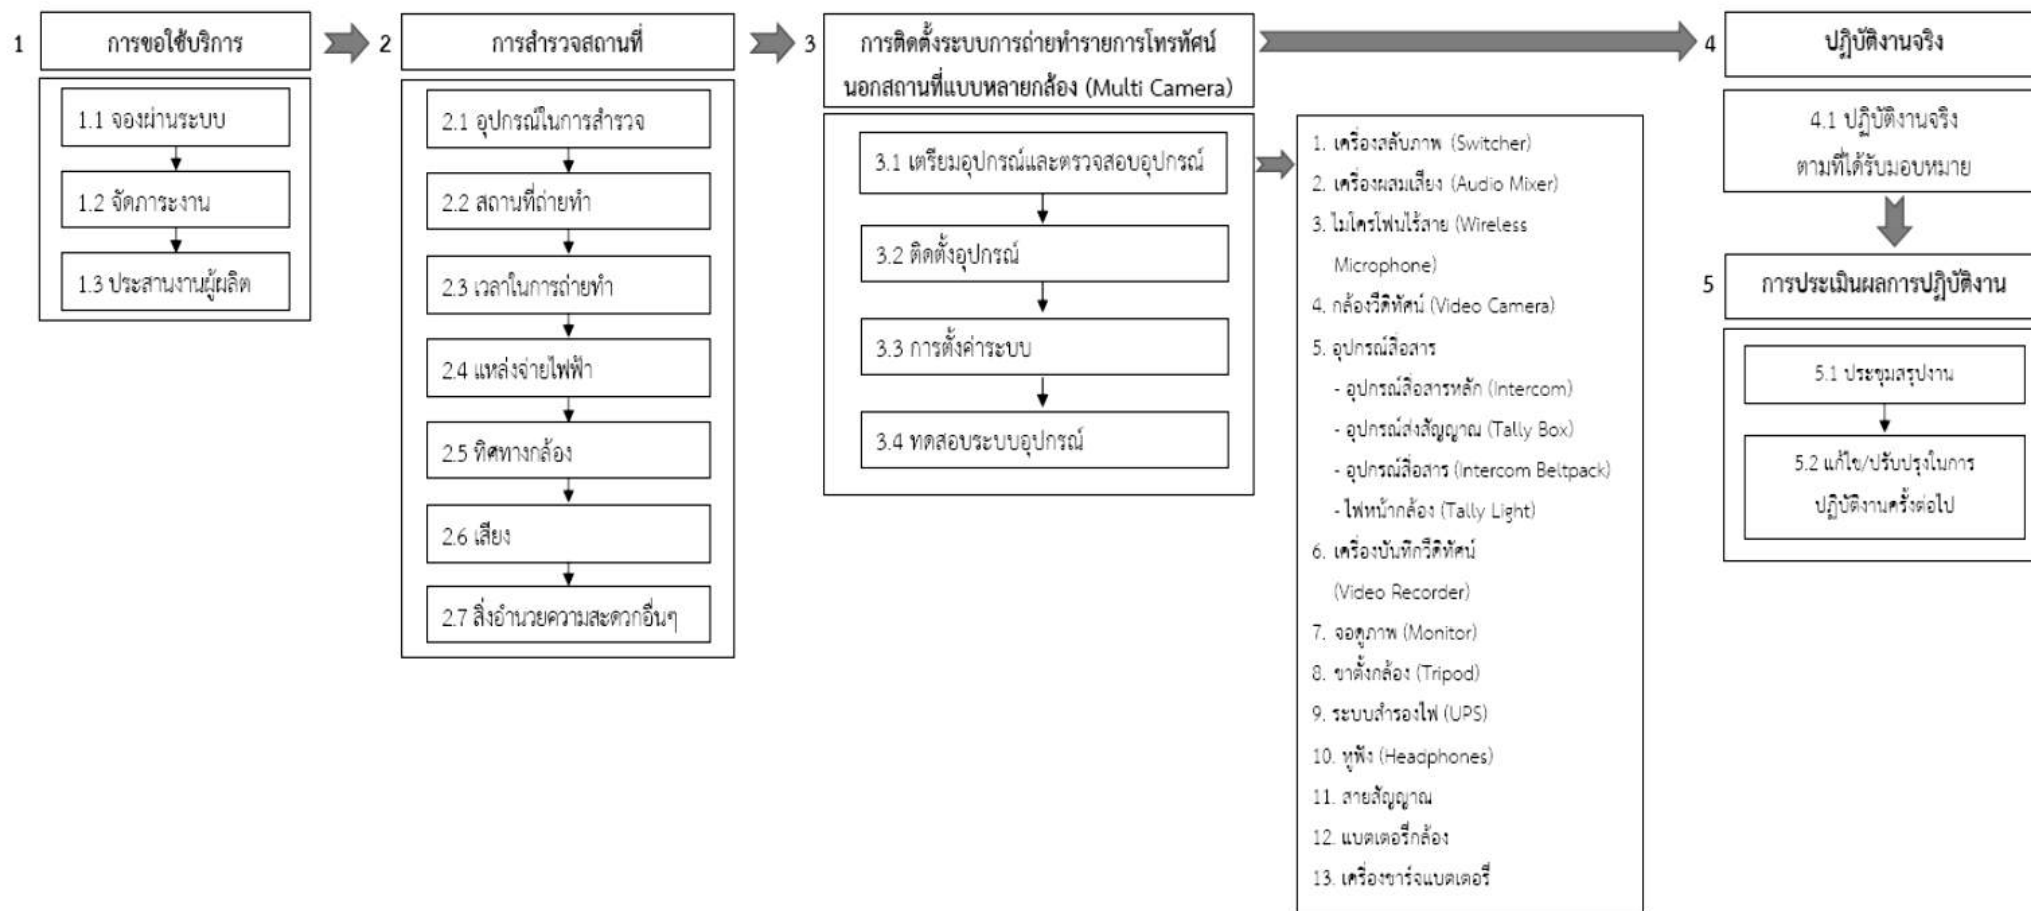 1
การขอใช้บริการ
1.1 จองผ่านระบบ
1.2 จัดภาระงาน
1.3 ประสานงานผู้ผลิต
2
การสำรวจสถานที่
2.1 อุปกรณ์ในการสำรวจ
2.2 สถานที่ถ่ายทำ
2.3 เวลาในการถ่ายทำ
2.4 แหล่งจ่ายไฟฟ้า
2.5 ทิศทางกล้อง
2.6 เสียง
2.7 สิ่งอำนวยความสะดวกอื่นๆ
3
การติดตั้งระบบการถ่ายทำรายการโทรทัศน์
นอกสถานที่แบบหลายกล้อง (Multi Camera)
3.1 เตรียมอุปกรณ์และตรวจสอบอุปกรณ์
3.2 ติดตั้งอุปกรณ์
3.3 การตั้งค่าระบบ
3.4 ทดสอบระบบอุปกรณ์
1. เครื่องสลับภาพ (Switcher)
2. เครื่องผสมเสียง (Audio Mixer)
3. ไมโครโฟนไร้สาย (Wireless
Microphone)
4. กล้องวีดิทัศน์ (Video Camera)
5. อุปกรณ์สื่อสาร
- อุปกรณ์สื่อสารหลัก (Intercom)
- อุปกรณ์ส่งสัญญาณ (Tally Box)
- อุปกรณ์สื่อสาร (Intercom Beltpack)
- ไฟหน้ากล้อง (Tally Light)
6. เครื่องบันทึกวีดิทัศน์
(Video Recorder)
7. จอดูภาพ (Monitor)
8. ขาตั้งกล้อง (Tripod)
9. ระบบสำรองไฟ (UPS)
10. หูฟัง (Headphones)
11. สายสัญญาณ
12. แบตเตอรี่กล้อง
13. เครื่องชาร์จแบตเตอรี่
4
ปฏิบัติงานจริง
4.1 ปฏิบัติงานจริง
ตามที่ได้รับมอบหมาย
5
การประเมินผลการปฏิบัติงาน
5.1 ประชุมสรุปงาน
5.2 แก้ไข/ปรับปรุงในการ
ปฏิบัติงานครั้งต่อไป